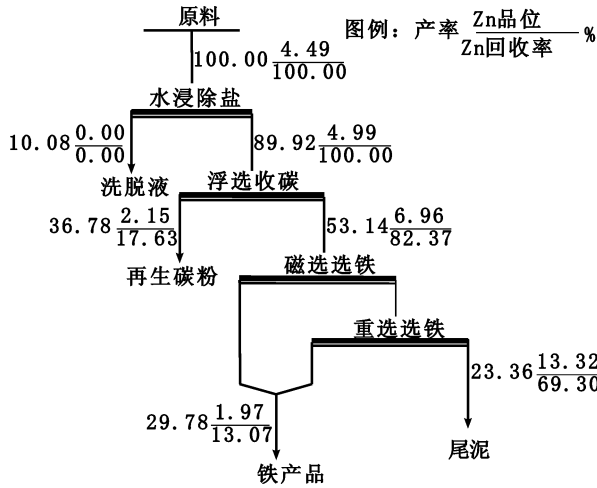 原料
图例：产率 Zn品位/Zn回收率 %
100.00 4.49/100.00
水浸除盐
10.08 0.00/0.00
89.92 4.99/100.00
洗脱液
浮选收碳
36.78 2.15/17.63
53.14 6.96/82.37
再生碳粉
磁选选铁
重选选铁
23.36 13.32/69.30
29.78 1.97/13.07
尾泥
铁产品